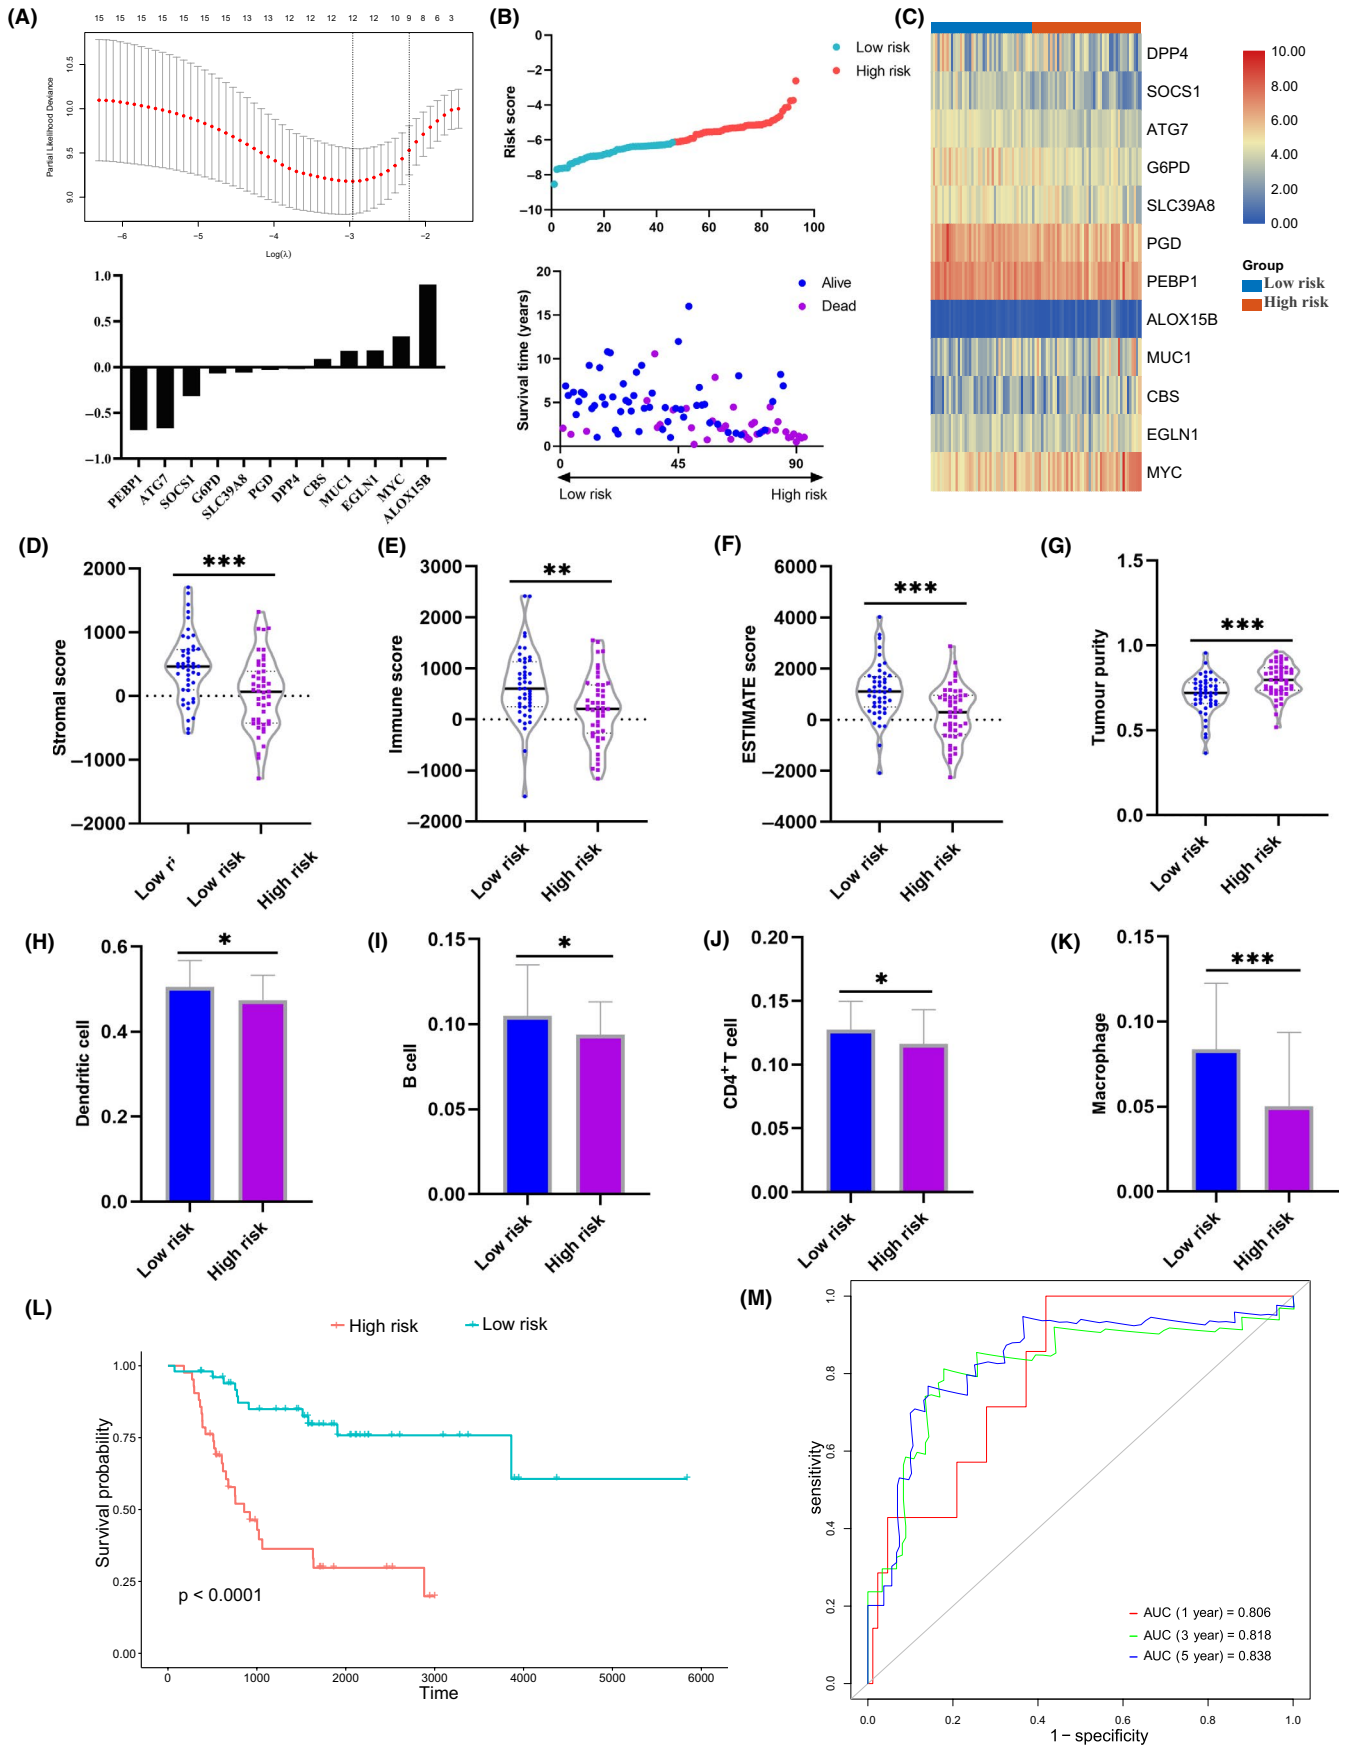 (A)
15 15 15 15 15 15 13 13 12 12 12 12 10 9 8 6 3
Partial Likelihood Deviance
10.5
10.0
9.5
9.0
−6 −5 −4 −3 −2
Log(λ)
1.0
0.5
0.0
−0.5
−1.0
PEBP1
ATG7
SOCS1
G6PD
SLC39A8
PGD
DPP4
CBS
MUC1
EGLN1
MYC
ALOX15B
(B)
Risk score
0
−2
−4
−6
−8
−10
0 20 40 60 80 100
Low risk
High risk
Survival time (years)
20
15
10
5
0
0 45 90
Alive
Dead
Low risk High risk
(C)
DPP4
SOCS1
ATG7
G6PD
SLC39A8
PGD
PEBP1
ALOX15B
MUC1
CBS
EGLN1
MYC
10.00
8.00
6.00
4.00
2.00
0.00
Group
Low risk
High risk
(D)
Stromal score
2000
1000
0
−1000
−2000
***
Low ri
Low risk
High risk
(E)
Immune score
3000
2000
1000
0
−1000
−2000
**
Low risk
High risk
(F)
ESTIMATE score
6000
4000
2000
0
−2000
−4000
***
Low risk
High risk
(G)
Tumour purity
1.5
1.0
0.5
0.0
***
Low risk
High risk
(H)
Dendritic cell
0.6
0.4
0.2
0.0
*
Low risk
High risk
(I)
B cell
0.15
0.10
0.05
0.00
*
Low risk
High risk
(J)
CD4+ T cell
0.20
0.15
0.10
0.05
0.00
*
Low risk
High risk
(K)
Macrophage
0.15
0.10
0.05
0.00
***
Low risk
High risk
(L)
High risk Low risk
Survival probability
1.00
0.75
0.50
0.25
0.00
p < 0.0001
0 1000 2000 3000 4000 5000 6000
Time
(M)
sensitivity
1.0
0.8
0.6
0.4
0.2
0.0
AUC (1 year) = 0.806
AUC (3 year) = 0.818
AUC (5 year) = 0.838
0.0 0.2 0.4 0.6 0.8 1.0
1 − specificity